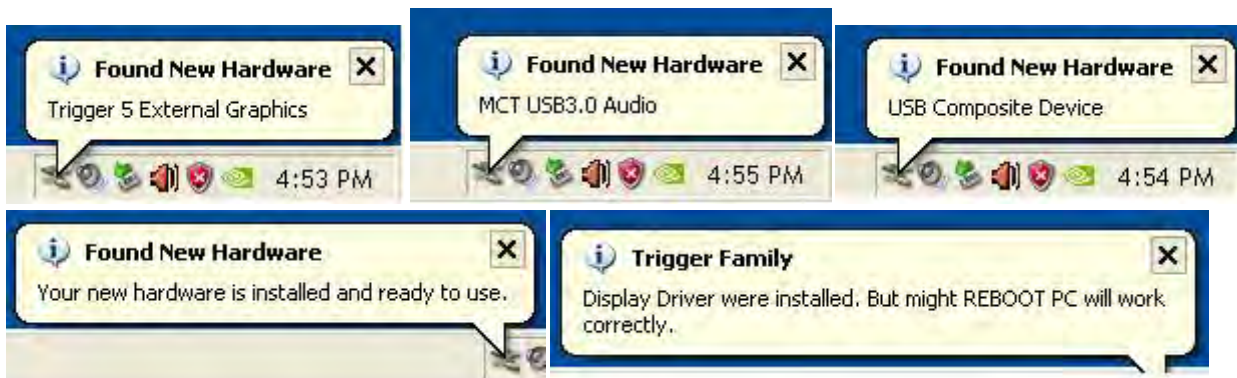 Found New Hardware
Trigger 5 External Graphics
4:53 PM
Found New Hardware
MCT USB3.0 Audio
4:55 PM
Found New Hardware
USB Composite Device
4:54 PM
Found New Hardware
Your new hardware is installed and ready to use.
Trigger Family
Display Driver were installed. But might REBOOT PC will work
correctly.